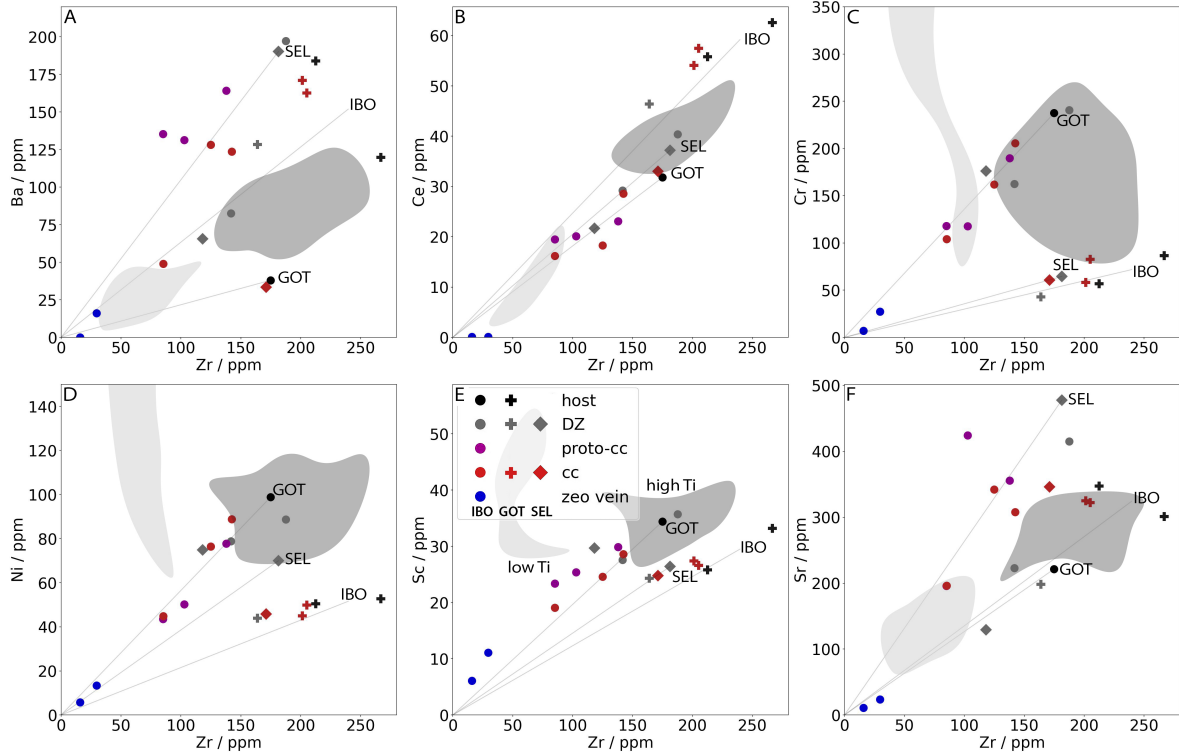 A
200
175
150
125
100
75
50
25
0
Ba / ppm
SEL
IBO
GOT
0 50 100 150 200 250
Zr / ppm
B
60
50
40
30
20
10
0
Ce / ppm
IBO
SEL
GOT
0 50 100 150 200 250
Zr / ppm
C
350
300
250
200
150
100
50
0
Cr / ppm
GOT
SEL
IBO
0 50 100 150 200 250
Zr / ppm
D
140
120
100
80
60
40
20
0
Ni / ppm
GOT
SEL
IBO
0 50 100 150 200 250
Zr / ppm
E
50
40
30
20
10
0
Sc / ppm
host
DZ
proto-cc
cc
zeo vein
IBO GOT SEL
high Ti
GOT
low Ti
IBO
SEL
0 50 100 150 200 250
Zr / ppm
F
500
400
300
200
100
0
Sr / ppm
SEL
IBO
GOT
0 50 100 150 200 250
Zr / ppm